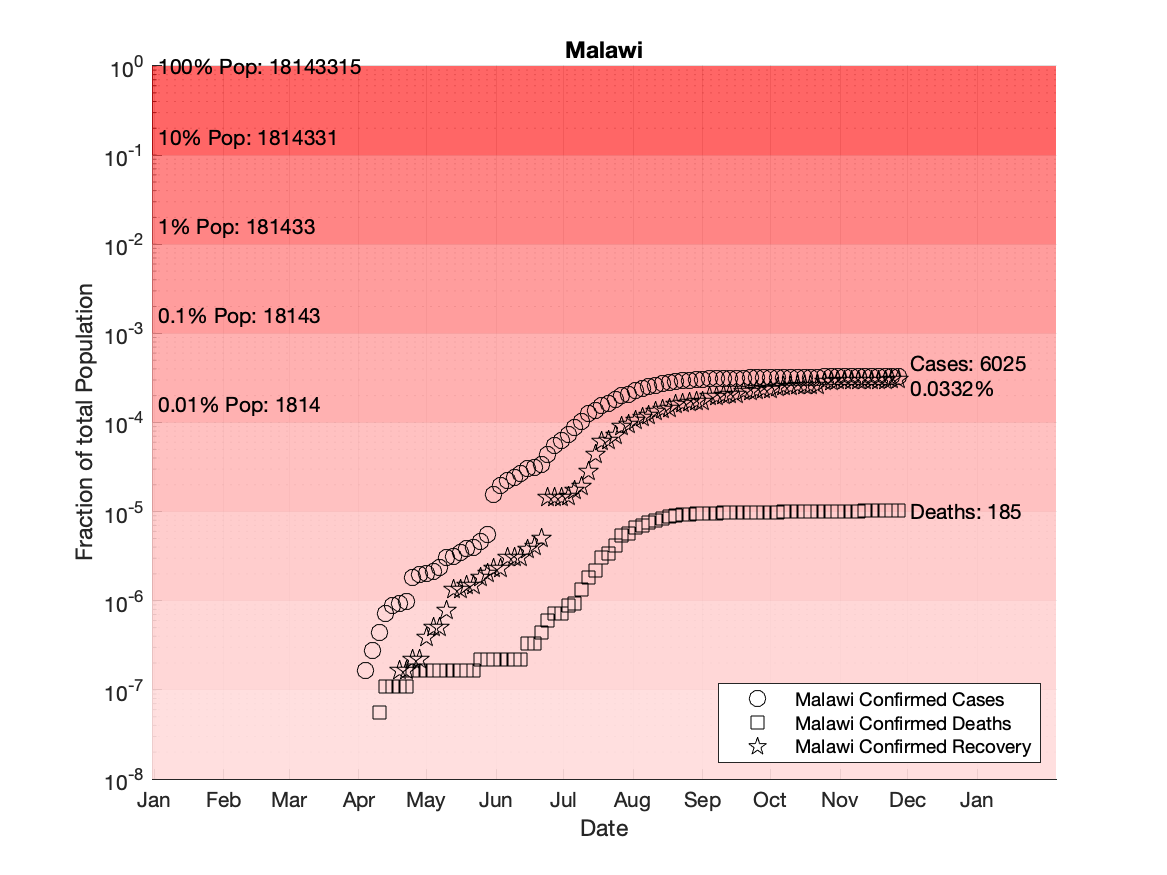 Malawi
10^0
100% Pop: 18143315
10% Pop: 1814331
10^-1
1% Pop: 181433
10^-2
0.1% Pop: 18143
10^-3
Cases: 6025
0.0332%
0.01% Pop: 1814
10^-4
10^-5
Deaths: 185
10^-6
10^-7
10^-8
Fraction of total Population
Malawi Confirmed Cases
Malawi Confirmed Deaths
Malawi Confirmed Recovery
Jan Feb Mar Apr May Jun Jul Aug Sep Oct Nov Dec Jan
Date